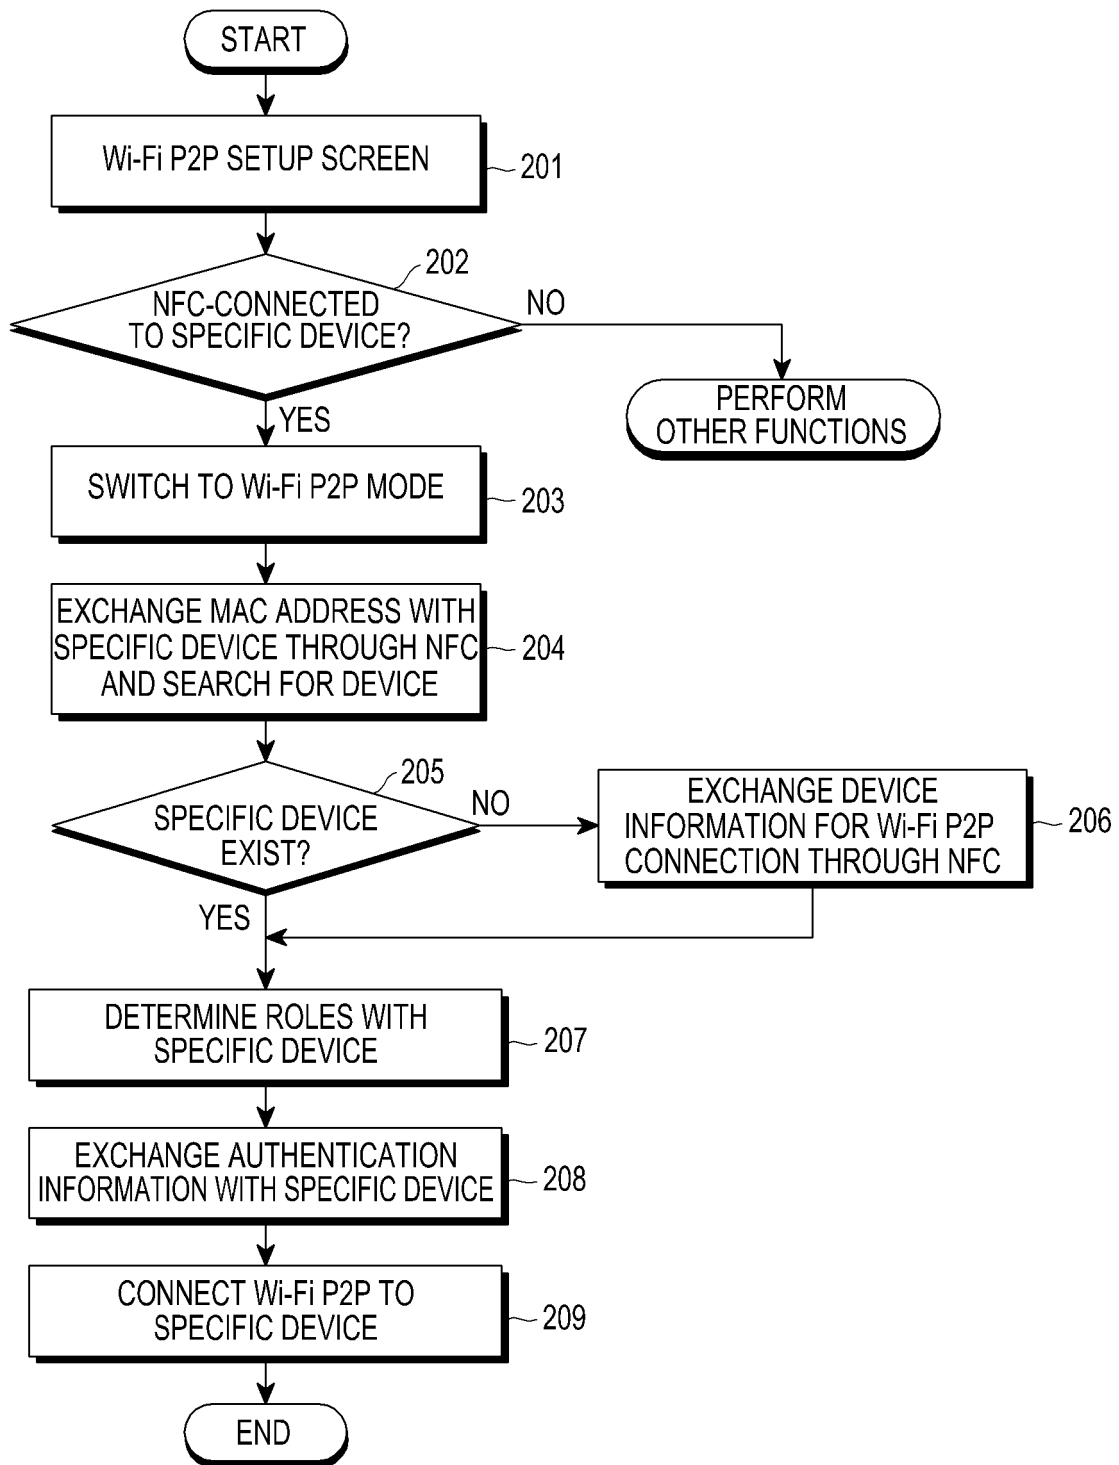 START
Wi-Fi P2P SETUP SCREEN
201
202
NFC-CONNECTED
TO SPECIFIC DEVICE?
NO
YES
PERFORM
OTHER FUNCTIONS
SWITCH TO Wi-Fi P2P MODE
203
EXCHANGE MAC ADDRESS WITH
SPECIFIC DEVICE THROUGH NFC
AND SEARCH FOR DEVICE
204
205
SPECIFIC DEVICE
EXIST?
NO
EXCHANGE DEVICE
INFORMATION FOR Wi-Fi P2P
CONNECTION THROUGH NFC
206
YES
DETERMINE ROLES WITH
SPECIFIC DEVICE
207
EXCHANGE AUTHENTICATION
INFORMATION WITH SPECIFIC DEVICE
208
CONNECT Wi-Fi P2P TO
SPECIFIC DEVICE
209
END